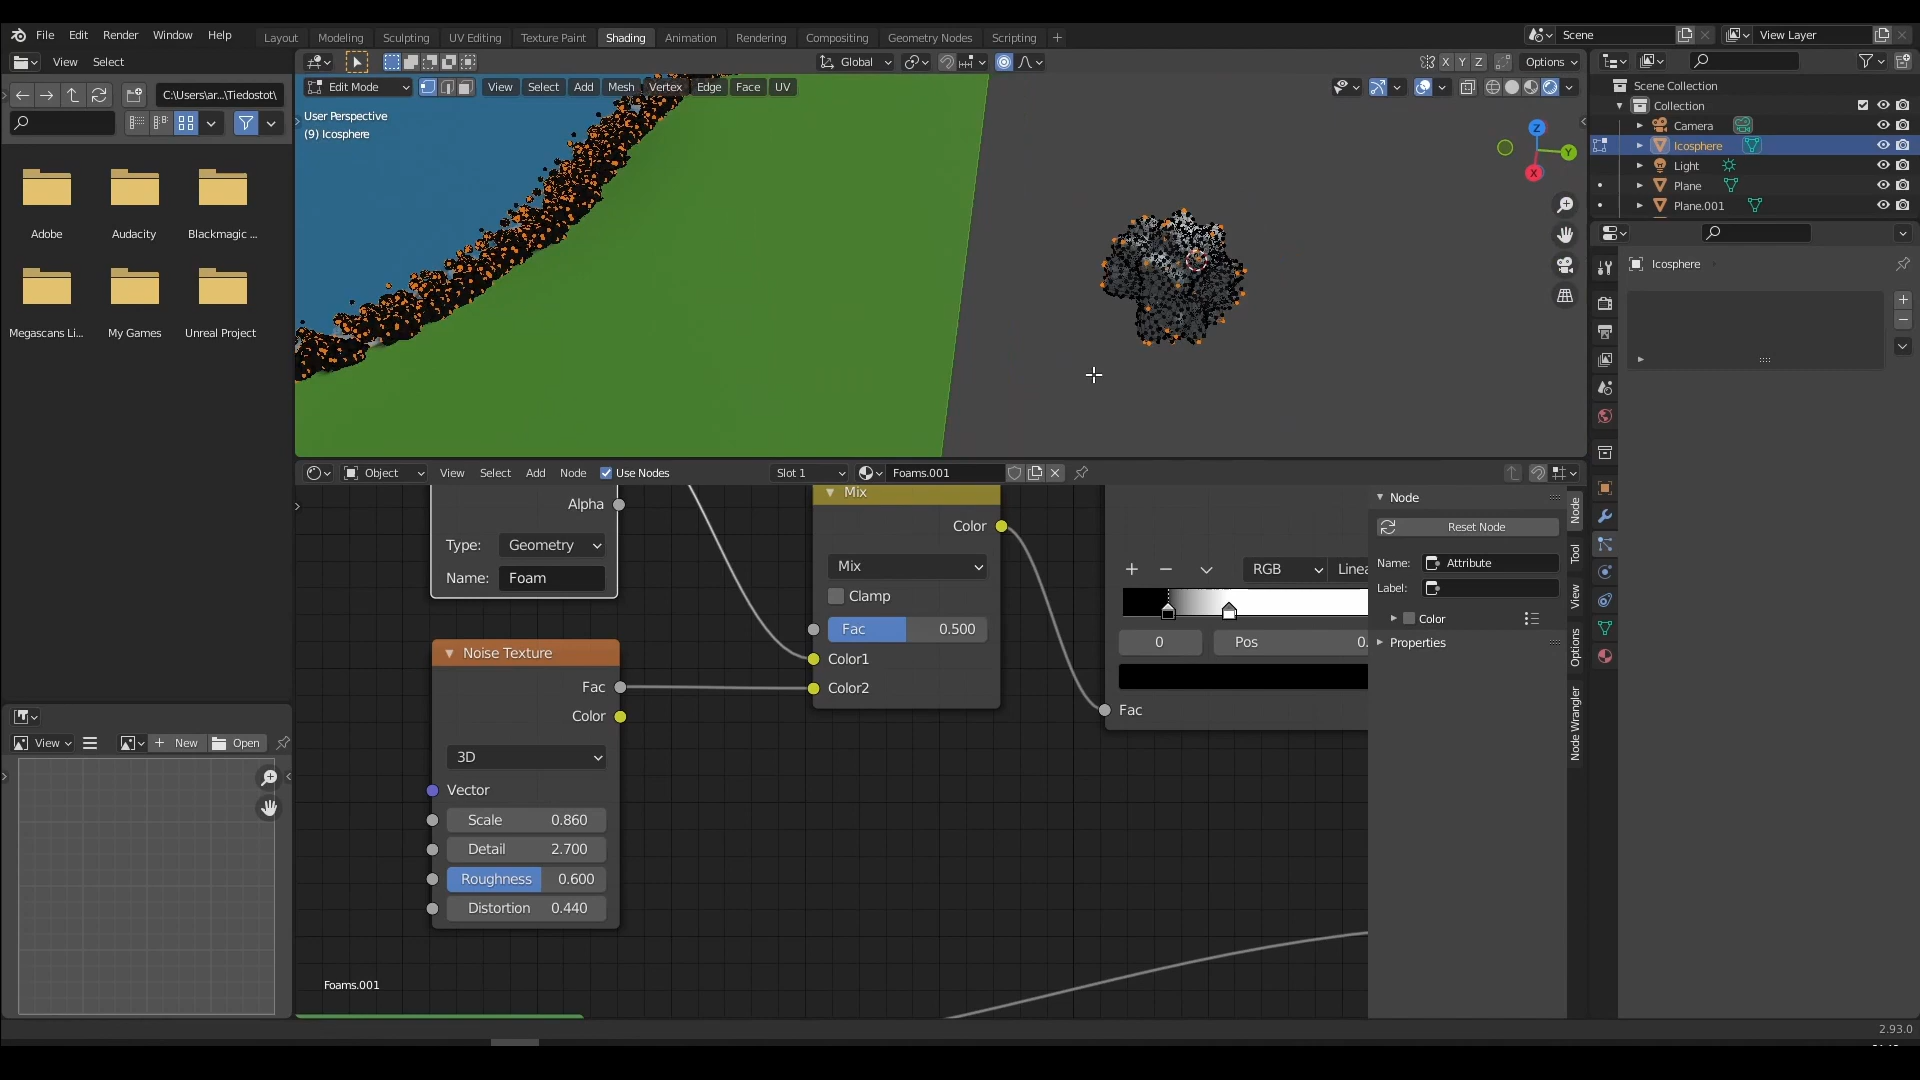 File Edit Render Window Help
Layout Modeling Sculpting UV Editing Texture Paint Shading Animation Rendering Compositing Geometry Nodes Scripting
Scene
View Layer
View Select
Global
X Y Z Options
C:\Users\ar...\Tiedostot\
Edit Mode
View Select Add Mesh Vertex Edge Face UV
User Perspective
(9) Icosphere
Z
Y
X
Adobe
Audacity
Blackmagic ...
Megascans Li...
My Games
Unreal Project
Scene Collection
Collection
Camera
Icosphere
Light
Plane
Plane.001
Icosphere
Object
View Select Add Node Use Nodes
Slot 1
Foams.001
Alpha
Type: Geometry
Name: Foam
Mix
Color
Mix
Clamp
Fac 0.500
Color1
Color2
RGB
Linea
0
Pos 0.
Fac
Noise Texture
Fac
Color
3D
Vector
Scale 0.860
Detail 2.700
Roughness 0.600
Distortion 0.440
Foams.001
Node
Reset Node
Name: Attribute
Label:
Color
Properties
Node
Tool
View
Options
Node Wrangler
View
New
Open
2.93.0